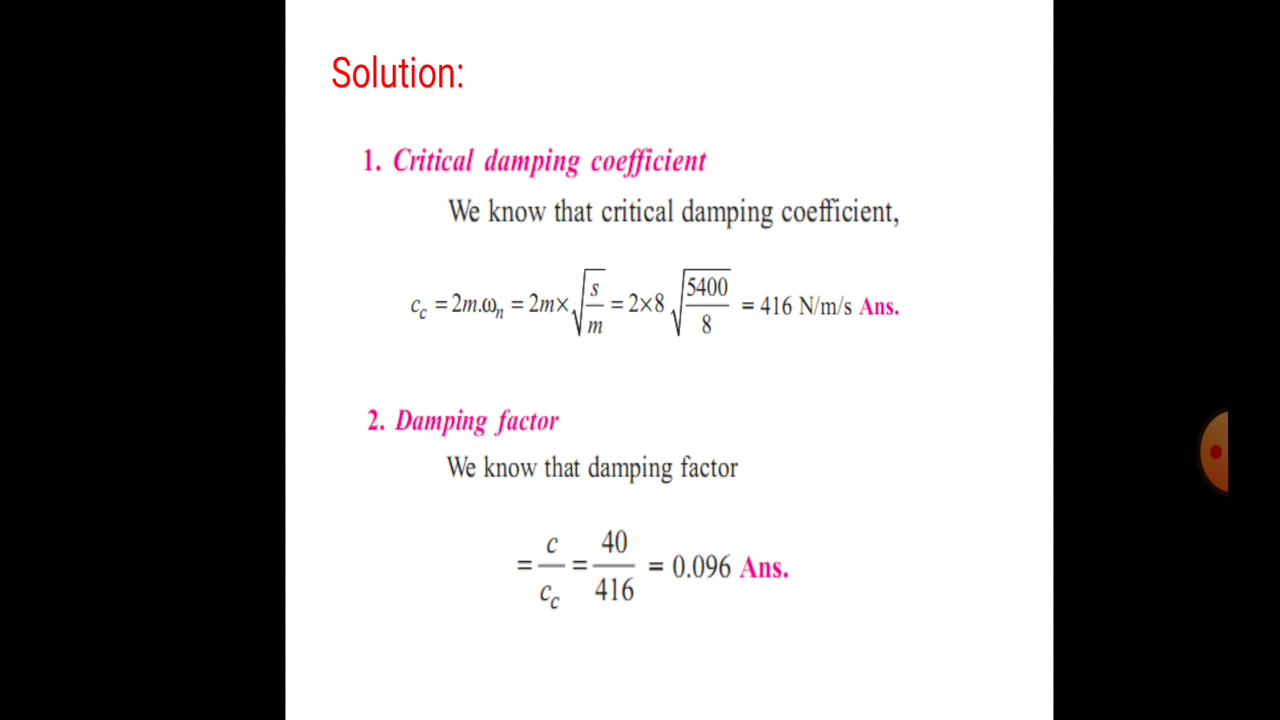 Solution:
1. Critical damping coefficient
We know that critical damping coefficient,
c_c = 2m.ω_n = 2m × √(s/m) = 2×8 √(5400/8) = 416 N/m/s Ans.
2. Damping factor
We know that damping factor
= c/c_c = 40/416 = 0.096 Ans.